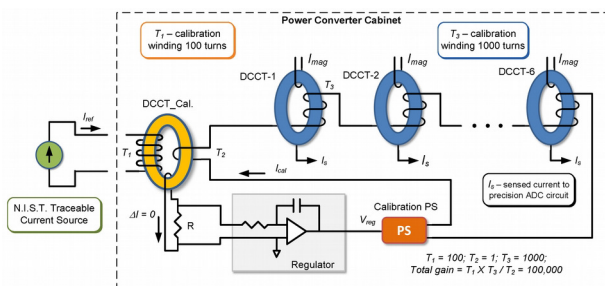 Power Converter Cabinet
T1 – calibration
winding 100 turns
T3 – calibration
winding 1000 turns
Imag
Imag
Imag
DCCT-1
DCCT-2
DCCT-6
T3
DCCT_Cal.
Iref
T1
T2
Is
Is
Is
Ical
N.I.S.T. Traceable
Current Source
ΔI = 0
R
Regulator
Vreg
Calibration PS
PS
Is – sensed current to
precision ADC circuit
T1 = 100; T2 = 1; T3 = 1000;
Total gain = T1 X T3 / T2 = 100,000